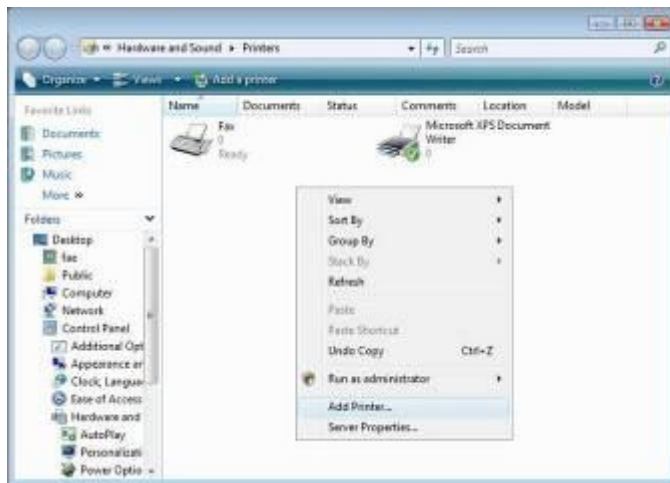 Hardware and Sound ▸ Printers
Search
Organize Views Add a printer
Favorite Links
Name Documents Status Comments Location Model
Documents
Pictures
Music
More »
Fax
0
Ready
Microsoft XPS Document
Writer
0
Folders
Desktop
fae
Public
Computer
Network
Control Panel
Additional Opt
Appearance ar
Clock, Languag
Ease of Access
Hardware and
AutoPlay
Personalizati
Power Optio
View
Sort By
Group By
Stack By
Refresh
Paste
Paste Shortcut
Undo Copy Ctrl+Z
Run as administrator
Add Printer...
Server Properties...